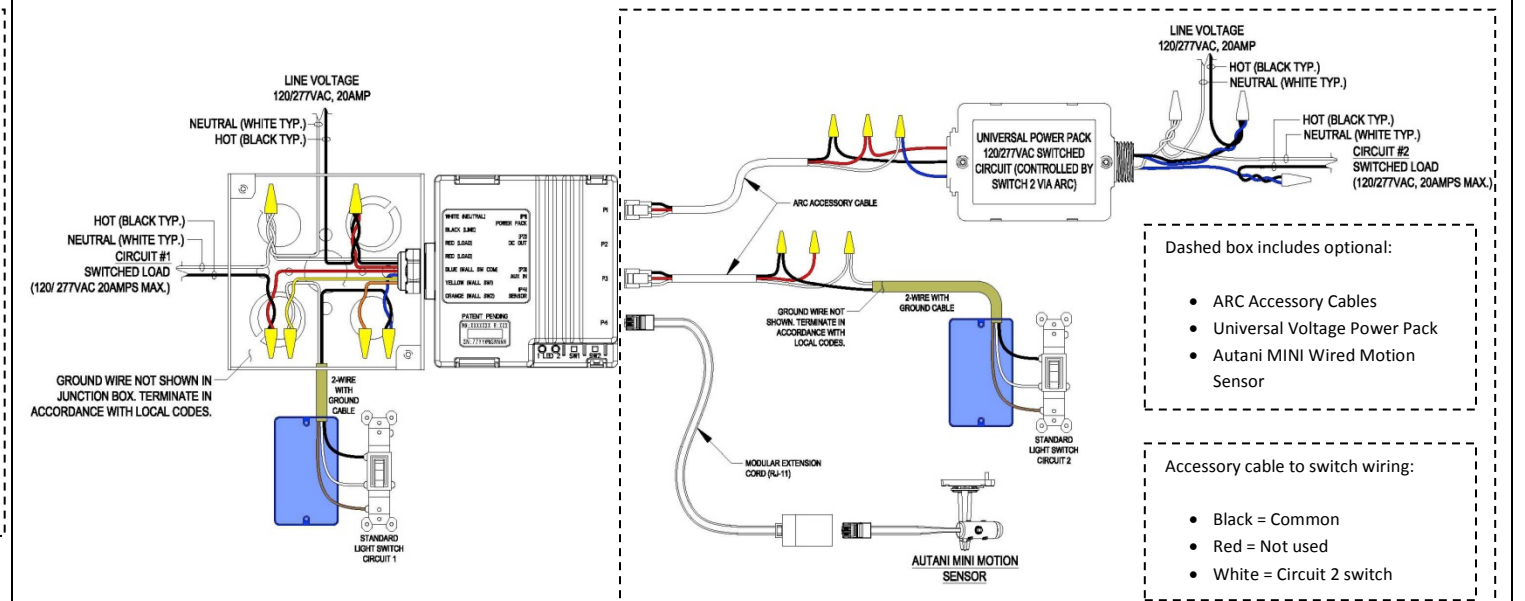 LINE VOLTAGE
120/277VAC, 20AMP
NEUTRAL (WHITE TYP.)
HOT (BLACK TYP.)
HOT (BLACK TYP.)
NEUTRAL (WHITE TYP.)
CIRCUIT #1
SWITCHED LOAD
(120/ 277VAC 20AMPS MAX.)
GROUND WIRE NOT SHOWN IN
JUNCTION BOX. TERMINATE IN
ACCORDANCE WITH LOCAL CODES.
2-WIRE
WITH
GROUND
CABLE
STANDARD
LIGHT SWITCH
CIRCUIT 1
WHITE (NEUTRAL) [P1]
POWER PACK
BLACK (LINE)
[P2]
RED (LOAD) DC OUT
RED (LOAD)
BLUE (WALL SW COM) [P3]
AUX IN
YELLOW (WALL SW1)
[P4]
ORANGE (WALL SW2) SENSOR
PATENT PENDING
1 LED 2 SW1 SW2
P1
P2
P3
P4
ARC ACCESSORY CABLE
UNIVERSAL POWER PACK
120/277VAC SWITCHED
CIRCUIT (CONTROLLED BY
SWITCH 2 VIA ARC)
LINE VOLTAGE
120/277VAC, 20AMP
HOT (BLACK TYP.)
NEUTRAL (WHITE TYP.)
HOT (BLACK TYP.)
NEUTRAL (WHITE TYP.)
CIRCUIT #2
SWITCHED LOAD
(120/277VAC, 20AMPS MAX.)
GROUND WIRE NOT
SHOWN. TERMINATE IN
ACCORDANCE WITH
LOCAL CODES.
2-WIRE WITH
GROUND CABLE
STANDARD
LIGHT SWITCH
CIRCUIT 2
MODULAR EXTENSION
CORD (RJ-11)
AUTANI MINI MOTION
SENSOR
Dashed box includes optional:
• ARC Accessory Cables
• Universal Voltage Power Pack
• Autani MINI Wired Motion
Sensor
Accessory cable to switch wiring:
• Black = Common
• Red = Not used
• White = Circuit 2 switch